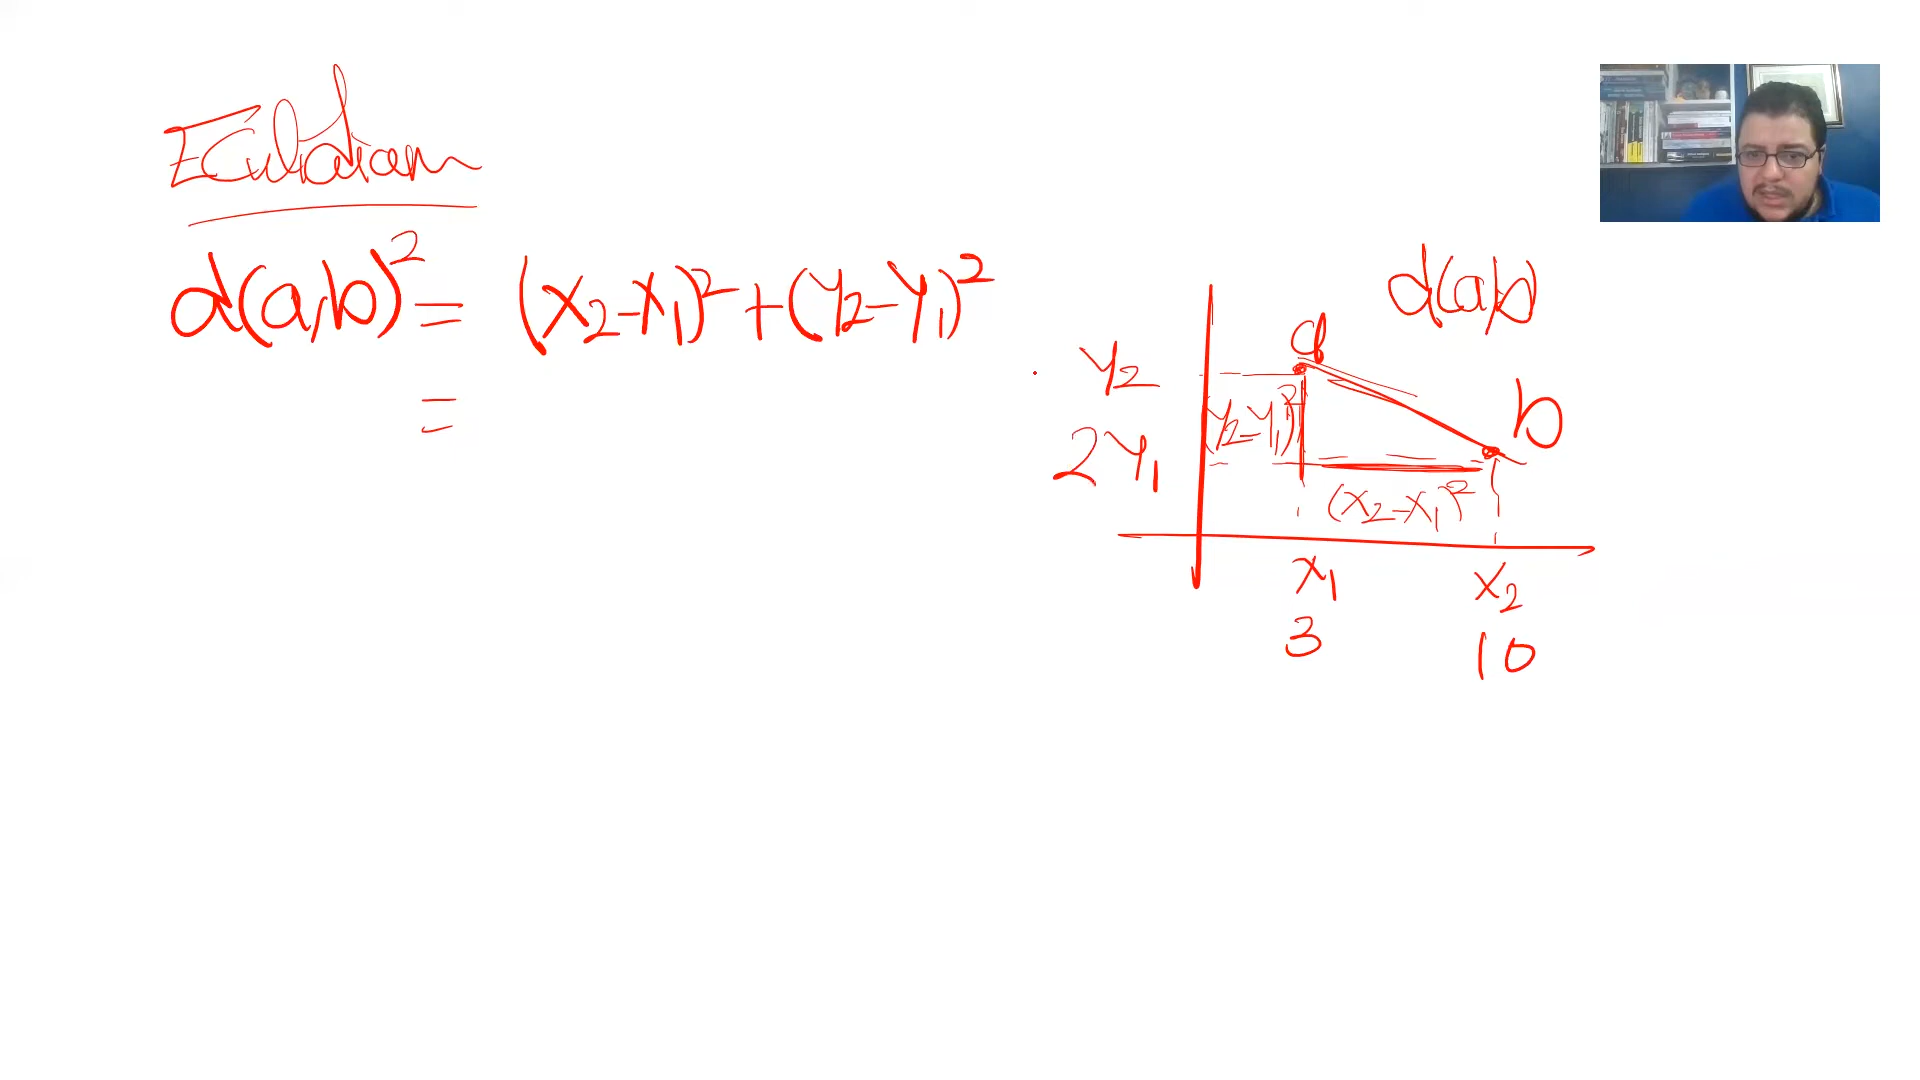 Eculidian
d(a,b)² = (x₂-x₁)² + (y₂-y₁)²
=
d(a,b)
a
y₂
b
(y₂-y₁)²
2 y₁
(x₂-x₁)²
x₁ x₂
3 10